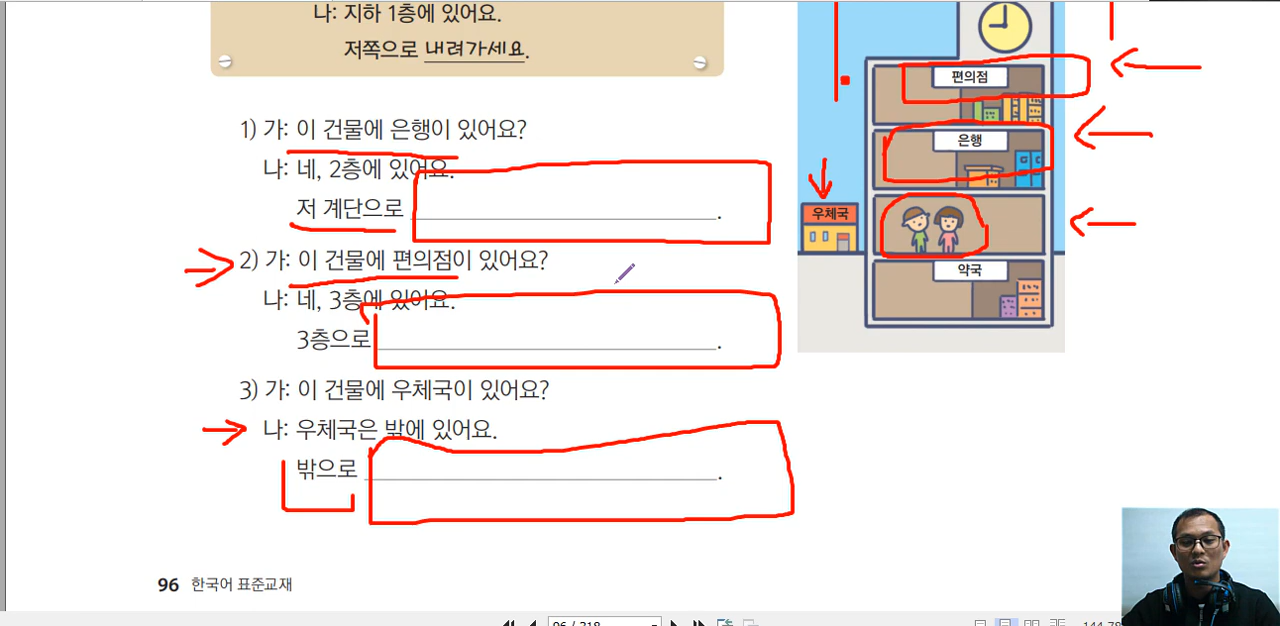 나: 지하 1층에 있어요.
저쪽으로 내려가세요.
1) 가: 이 건물에 은행이 있어요?
나: 네, 2층에 있어요.
저 계단으로
.
2) 가: 이 건물에 편의점이 있어요?
나: 네, 3층에 있어요.
3층으로
.
3) 가: 이 건물에 우체국이 있어요?
나: 우체국은 밖에 있어요.
밖으로
.
편의점
은행
우체국
약국
96 한국어 표준교재
96 / 218